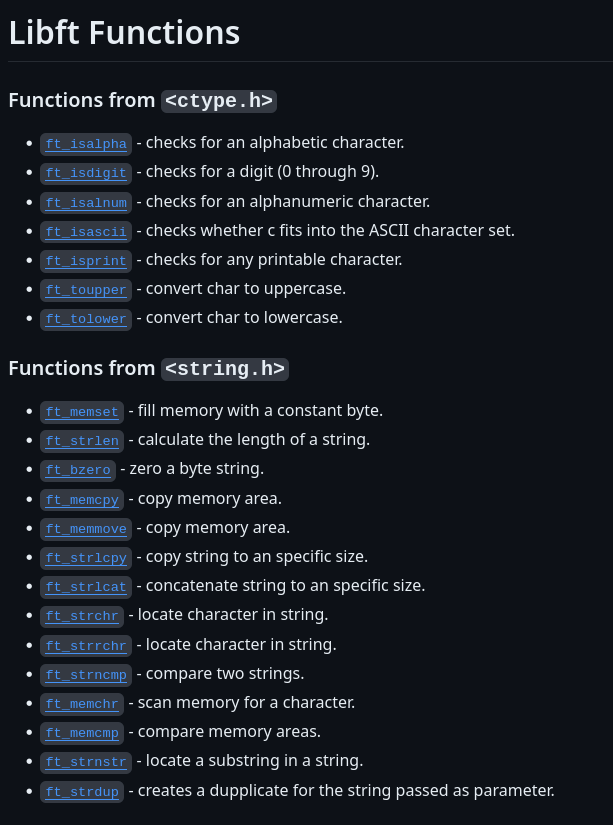 Libft Functions
Functions from <ctype.h>
ft_isalpha - checks for an alphabetic character.
ft_isdigit - checks for a digit (0 through 9).
ft_isalnum - checks for an alphanumeric character.
ft_isascii - checks whether c fits into the ASCII character set.
ft_isprint - checks for any printable character.
ft_toupper - convert char to uppercase.
ft_tolower - convert char to lowercase.
Functions from <string.h>
ft_memset - fill memory with a constant byte.
ft_strlen - calculate the length of a string.
ft_bzero - zero a byte string.
ft_memcpy - copy memory area.
ft_memmove - copy memory area.
ft_strlcpy - copy string to an specific size.
ft_strlcat - concatenate string to an specific size.
ft_strchr - locate character in string.
ft_strrchr - locate character in string.
ft_strncmp - compare two strings.
ft_memchr - scan memory for a character.
ft_memcmp - compare memory areas.
ft_strnstr - locate a substring in a string.
ft_strdup - creates a dupplicate for the string passed as parameter.